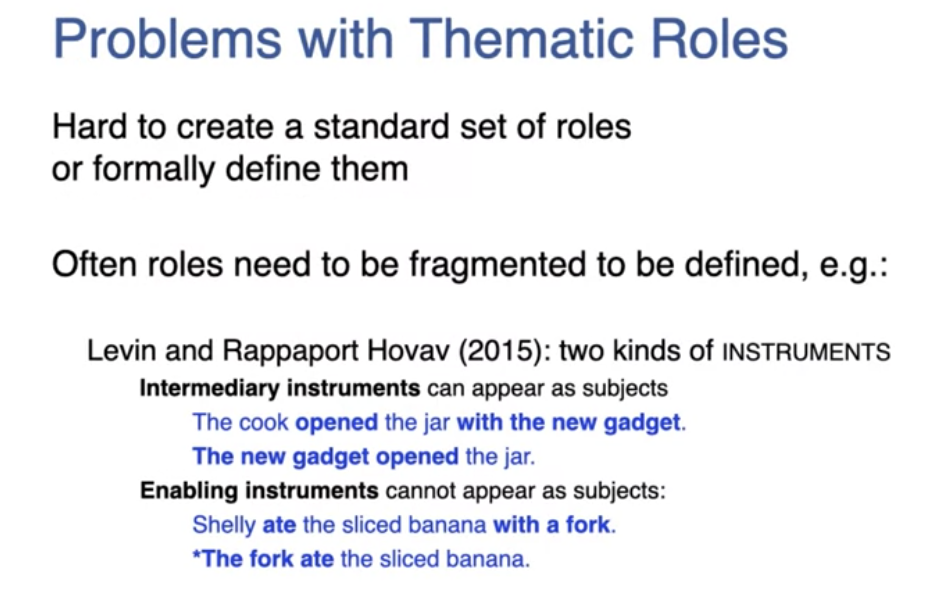 Problems with Thematic Roles
Hard to create a standard set of roles
or formally define them
Often roles need to be fragmented to be defined, e.g.:
Levin and Rappaport Hovav (2015): two kinds of INSTRUMENTS
Intermediary instruments can appear as subjects
The cook opened the jar with the new gadget.
The new gadget opened the jar.
Enabling instruments cannot appear as subjects:
Shelly ate the sliced banana with a fork.
*The fork ate the sliced banana.